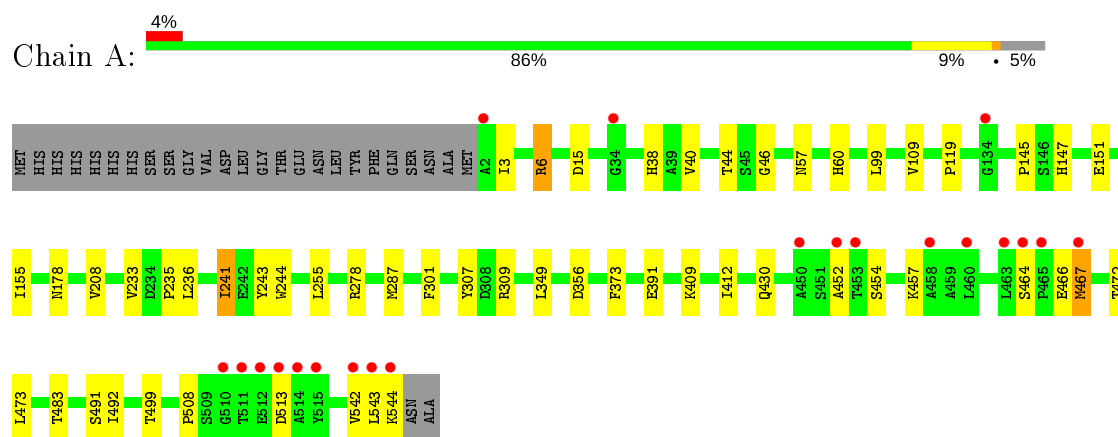 4%
Chain A:
86% 9% • 5%
MET HIS HIS HIS HIS HIS HIS SER SER GLY VAL ASP LEU GLY THR GLU ASN LEU TYR PHE GLN SER ASN ALA MET A2 I3 R6 D15 G34 H38 A39 V40 T44 S45 G46 N57 H60 L99 V109 P119 G134 P145 S146 H147 E151
I155 N178 V208 V233 D234 P235 L236 I241 E242 Y243 W244 L255 R278 M287 F301 Y307 D308 R309 L349 D356 F373 E391 K409 I412 Q430 A450 S451 A452 T453 S454 K457 A458 A459 L460 L463 S464 P465 E466 M467 T472
L473 T483 S491 I492 T499 P508 S509 G510 T511 E512 D513 A514 Y515 V542 L543 K544 ASN ALA